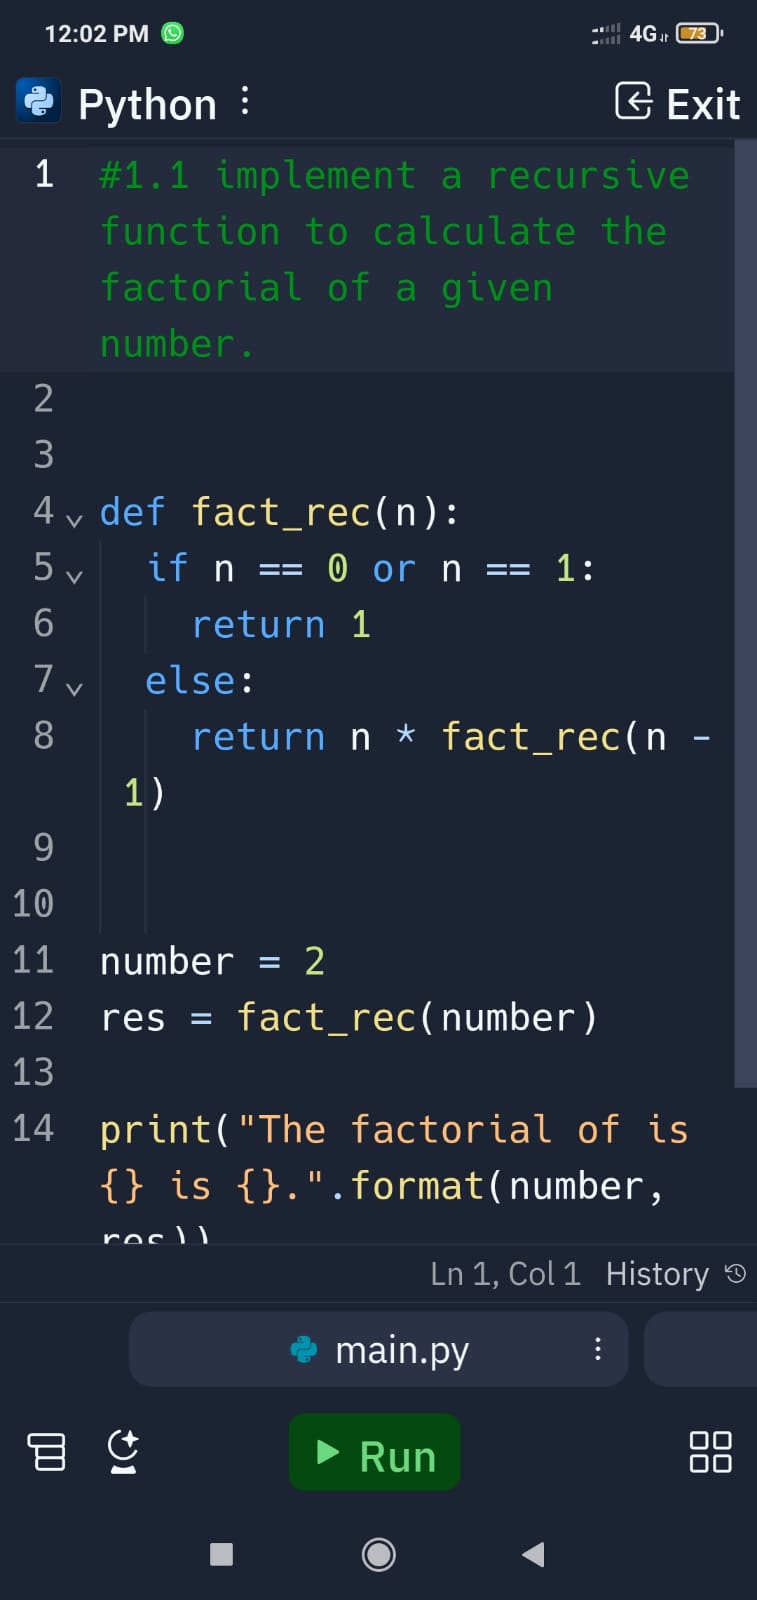 12:02 PM 4G 73
Python Exit
1 #1.1 implement a recursive
function to calculate the
factorial of a given
number.
2
3
4 def fact_rec(n):
5 if n == 0 or n == 1:
6 return 1
7 else:
8 return n * fact_rec(n -
1)
9
10
11 number = 2
12 res = fact_rec(number)
13
14 print("The factorial of is
{} is {}.".format(number,
res))
Ln 1, Col 1 History
main.py
Run